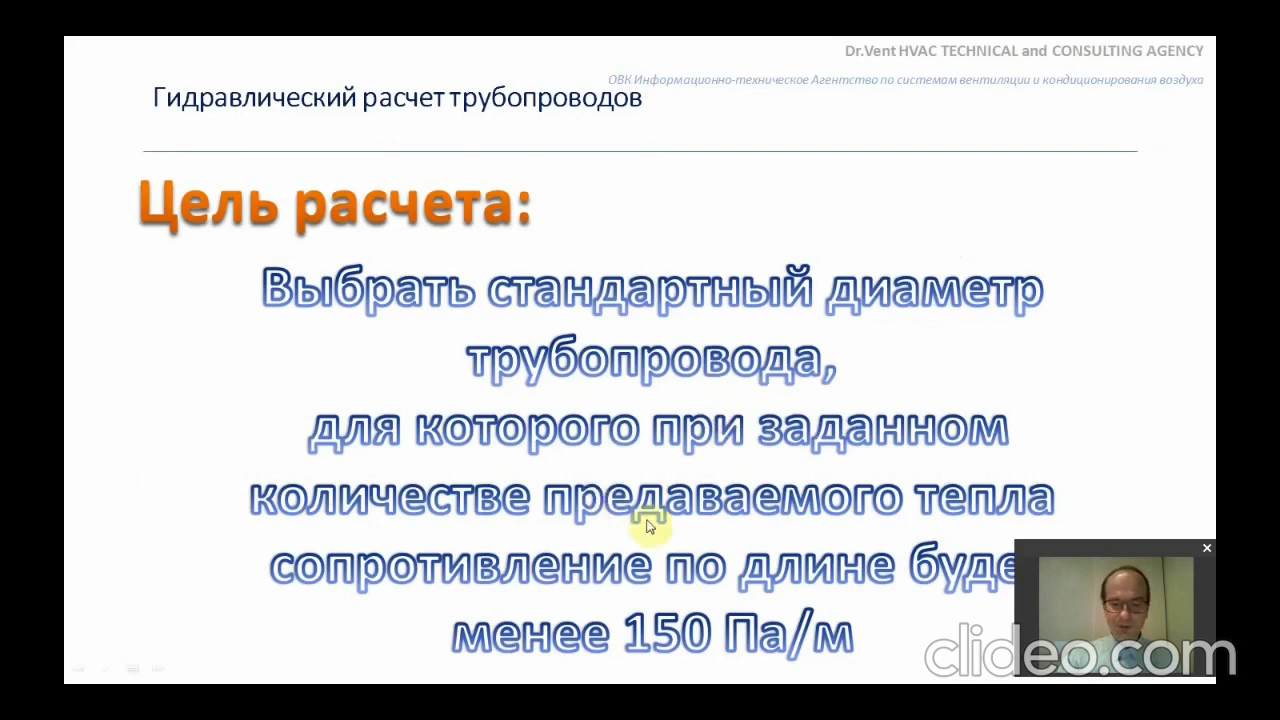 Dr.Vent HVAC TECHNICAL and CONSULTING AGENCY
ОВК Информационно-техническое Агентство по системам вентиляции и кондиционирования воздуха
Гидравлический расчет трубопроводов
Цель расчета:
Выбрать стандартный диаметр
трубопровода,
для которого при заданном
количестве предаваемого тепла
сопротивление по длине буде
менее 150 Па/м
clideo.com